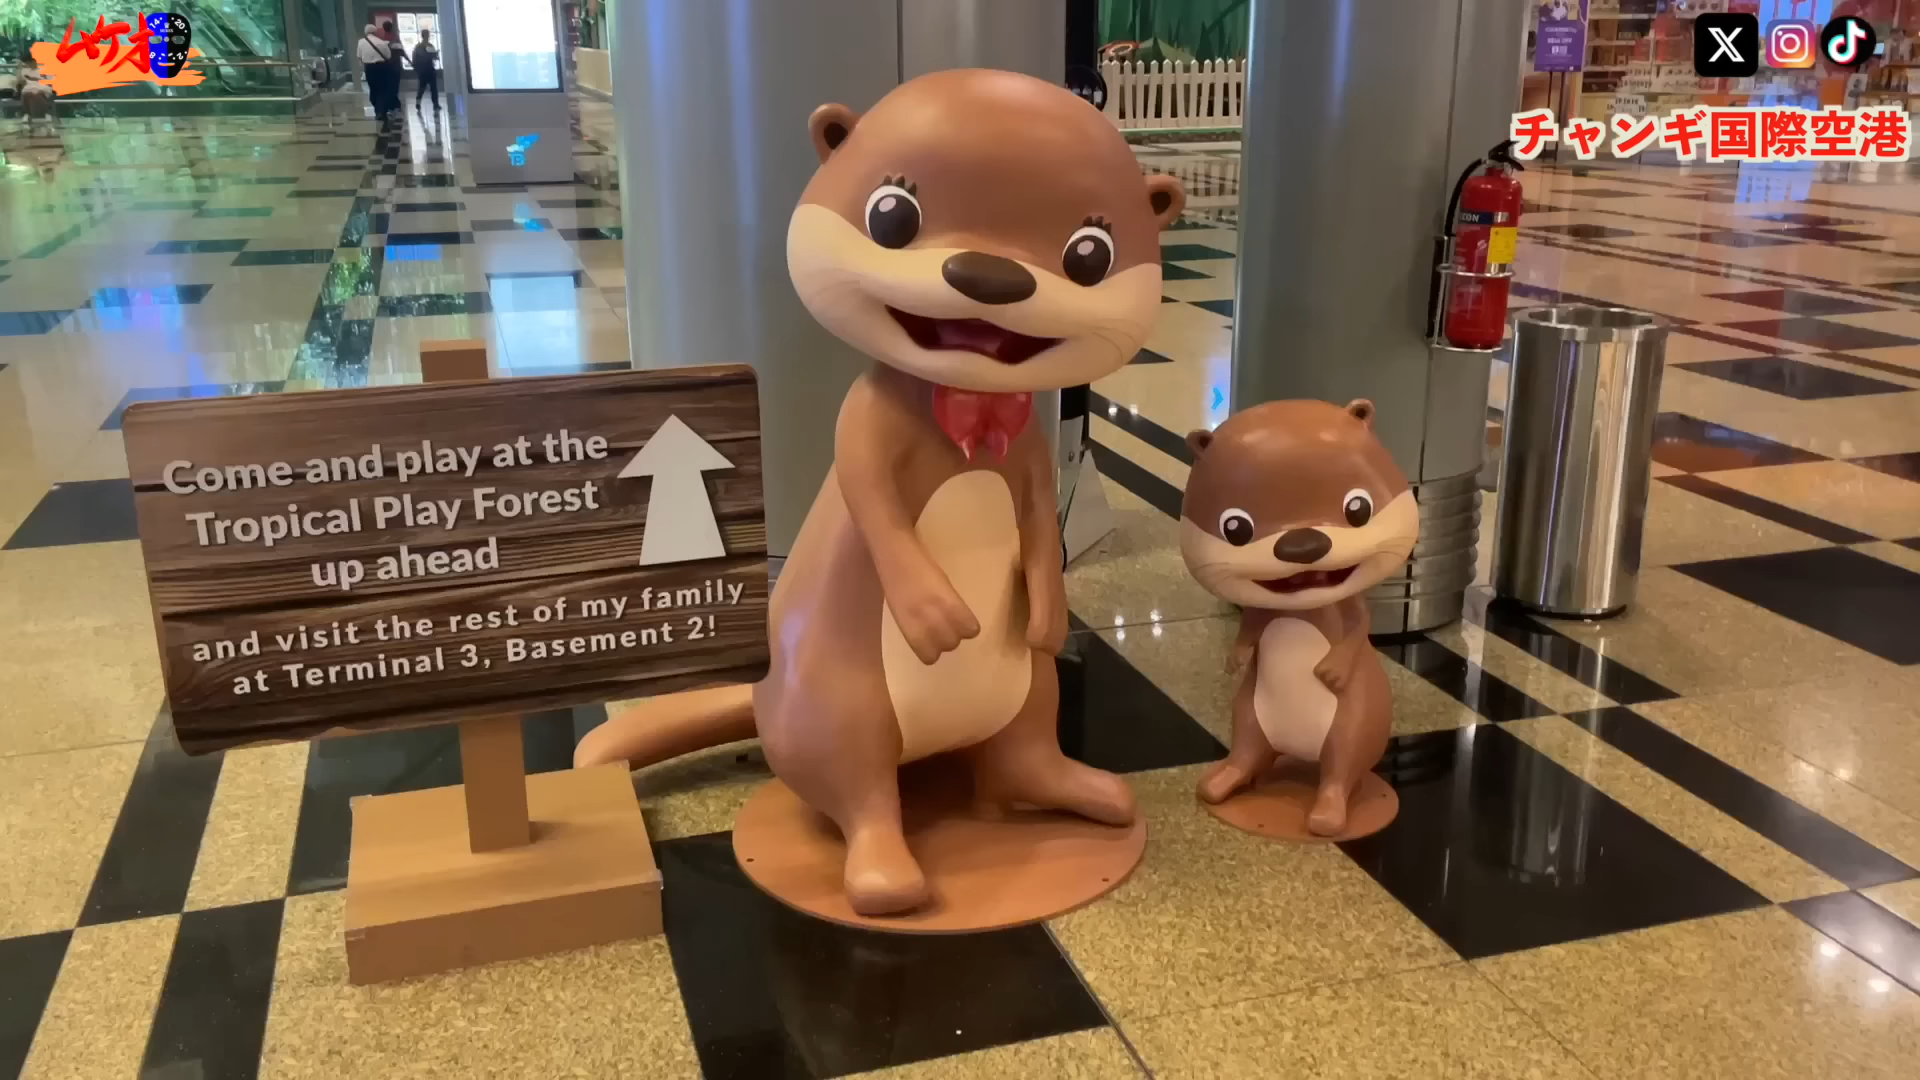 チャンギ国際空港
Come and play at the
Tropical Play Forest
up ahead
and visit the rest of my family
at Terminal 3, Basement 2!